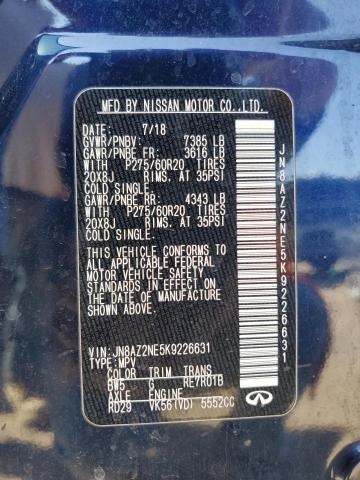 MFD BY NISSAN MOTOR CO.,LTD.
DATE: 7/18
GVWR/PNBV: 7385 LB
GAWR/PNBE FR: 3616 LB
WITH P275/60R20 TIRES
20X8J RIMS, AT 35PSI
COLD SINGLE.
GAWR/PNBE RR: 4343 LB
WITH P275/60R20 TIRES
20X8J RIMS, AT 35PSI
COLD SINGLE.
THIS VEHICLE CONFORMS TO
ALL APPLICABLE FEDERAL
MOTOR VEHICLE SAFETY
STANDARDS IN EFFECT ON
THE DATE OF MANUFACTURE
SHOWN ABOVE.
VIN: JN8AZ2NE5K9226631
TYPE: MPV
COLOR TRIM TRANS
BW5 G RE7R01B
AXLE ENGINE
RD29 VK56(VD) 5552CC
JN8AZ2NE5K9226631